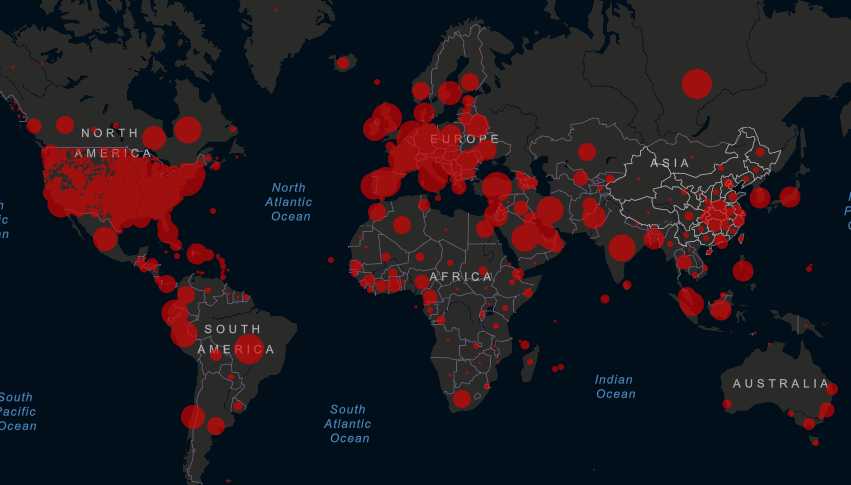 NORTH
AMERICA
EUROPE
ASIA
North
Atlantic
Ocean
AFRICA
SOUTH
AMERICA
Indian
Ocean
AUSTRALIA
South
Pacific
Ocean
South
Atlantic
Ocean